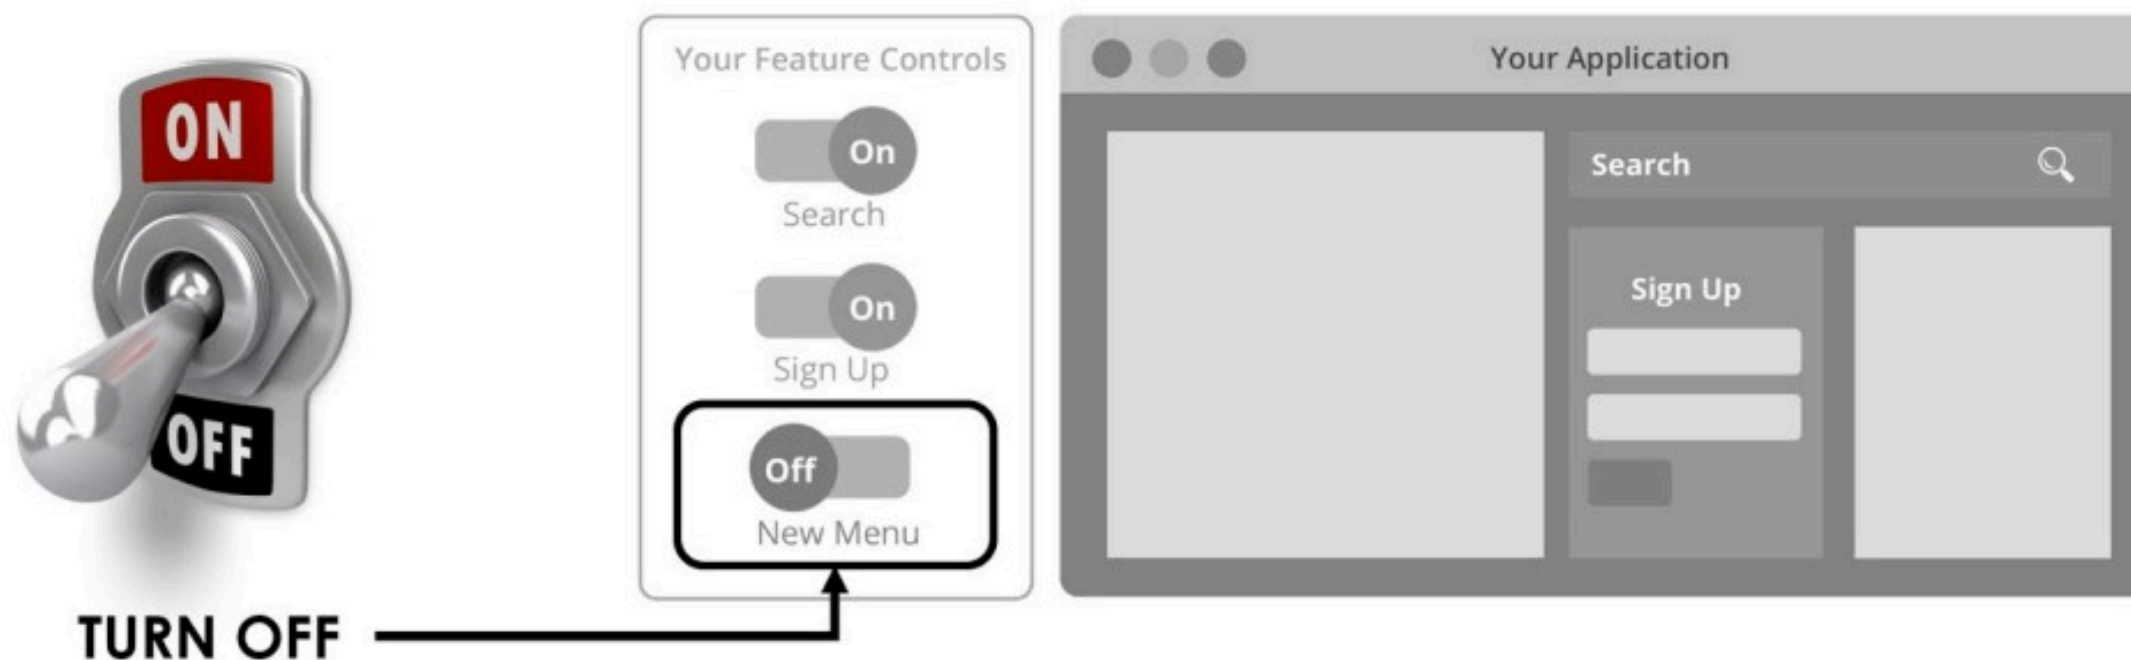 ON
OFF
TURN OFF
Your Feature Controls
On
Search
On
Sign Up
Off
New Menu
Your Application
Search
Sign Up